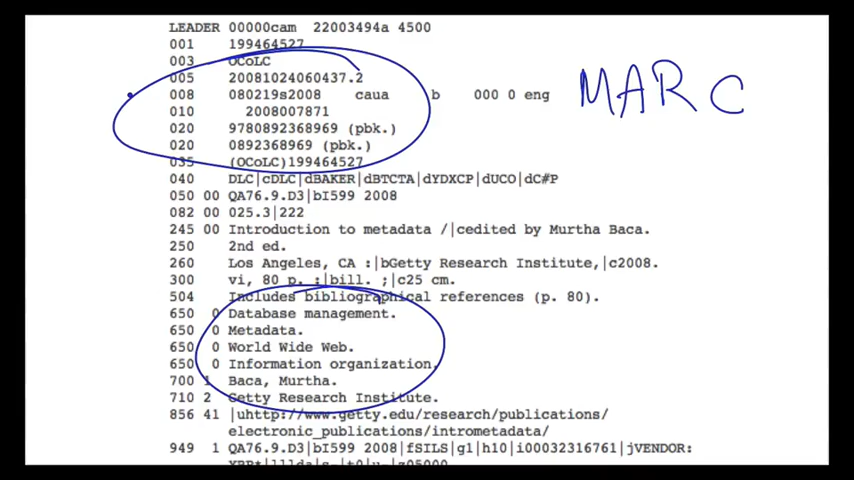 LEADER 00000cam 22003494a 4500
001 199464527
003 OCoLC
005 20081024060437.2
008 080219s2008 caua b 000 0 eng
010 2008007871
020 9780892368969 (pbk.)
020 0892368969 (pbk.)
035 (OCoLC)199464527
040 DLC|cDLC|dBAKER|dBTCTA|dYDXCP|dUCO|dC#P
050 00 QA76.9.D3|bI599 2008
082 00 025.3|222
245 00 Introduction to metadata /|cedited by Murtha Baca.
250 2nd ed.
260 Los Angeles, CA :|bGetty Research Institute,|c2008.
300 vi, 80 p. :|bill. ;|c25 cm.
504 Includes bibliographical references (p. 80).
650 0 Database management.
650 0 Metadata.
650 0 World Wide Web.
650 0 Information organization.
700 1 Baca, Murtha.
710 2 Getty Research Institute.
856 41 |uhttp://www.getty.edu/research/publications/
electronic_publications/intrometadata/
949 1 QA76.9.D3|bI599 2008|fSILS|g1|h10|i00032316761|jVENDOR:
MARC